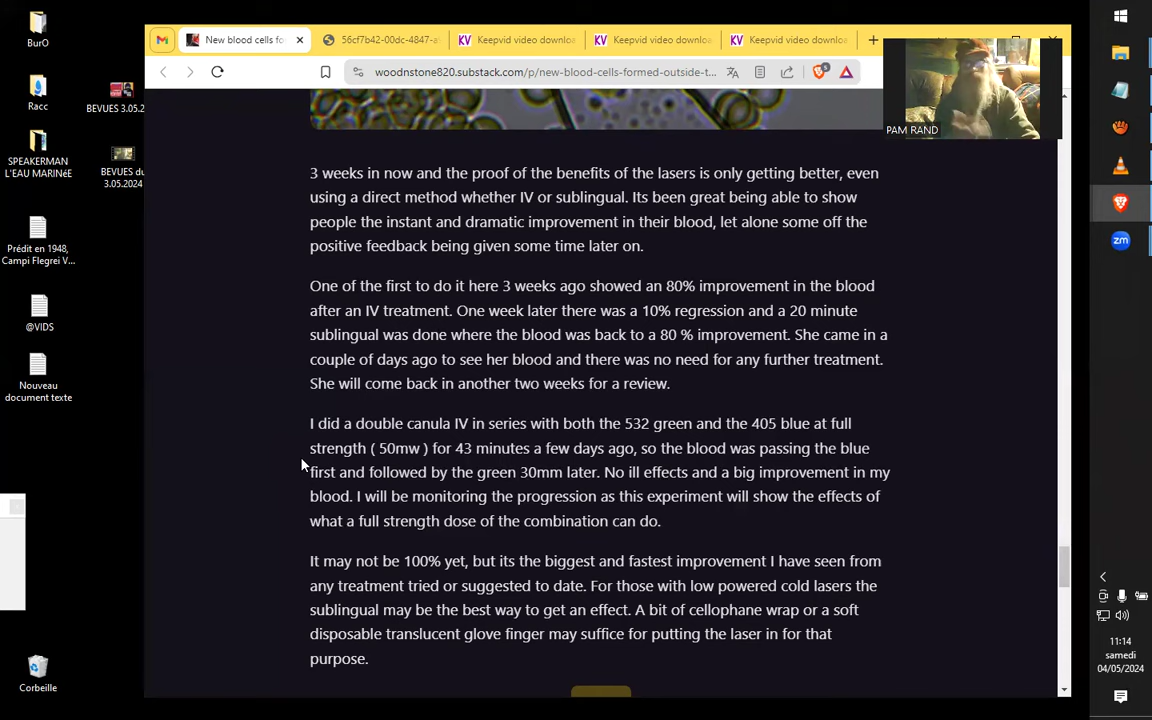 BurO
Racc
BEVUES 3.05.2
SPEAKERMAN
L'EAU MARINéE
BEVUES du
3.05.2024
Prédit en 1948,
Campi Flegrei V...
@VIDS
Nouveau
document texte
Corbeille
New blood cells fo
56cf7b42-00dc-4847-a
KV Keepvid video downloa
KV Keepvid video downlo
KV Keepvid video downloa
woodnstone820.substack.com/p/new-blood-cells-formed-outside-t...
PAM RAND
3 weeks in now and the proof of the benefits of the lasers is only getting better, even
using a direct method whether IV or sublingual. Its been great being able to show
people the instant and dramatic improvement in their blood, let alone some off the
positive feedback being given some time later on.
One of the first to do it here 3 weeks ago showed an 80% improvement in the blood
after an IV treatment. One week later there was a 10% regression and a 20 minute
sublingual was done where the blood was back to a 80 % improvement. She came in a
couple of days ago to see her blood and there was no need for any further treatment.
She will come back in another two weeks for a review.
I did a double canula IV in series with both the 532 green and the 405 blue at full
strength ( 50mw ) for 43 minutes a few days ago, so the blood was passing the blue
first and followed by the green 30mm later. No ill effects and a big improvement in my
blood. I will be monitoring the progression as this experiment will show the effects of
what a full strength dose of the combination can do.
It may not be 100% yet, but its the biggest and fastest improvement I have seen from
any treatment tried or suggested to date. For those with low powered cold lasers the
sublingual may be the best way to get an effect. A bit of cellophane wrap or a soft
disposable translucent glove finger may suffice for putting the laser in for that
purpose.
zm
11:14
samedi
04/05/2024